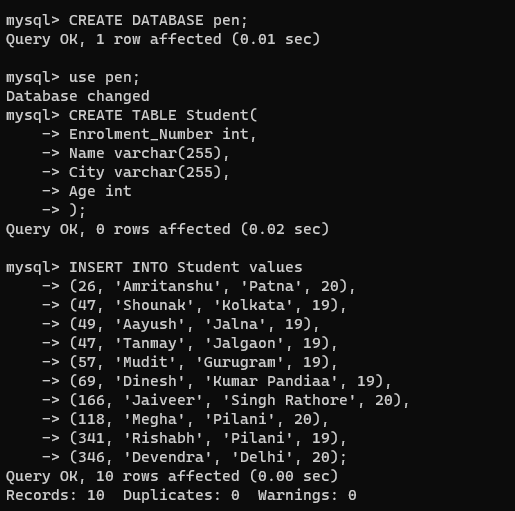 mysql> CREATE DATABASE pen;
Query OK, 1 row affected (0.01 sec)

mysql> use pen;
Database changed
mysql> CREATE TABLE Student(
    -> Enrolment_Number int,
    -> Name varchar(255),
    -> City varchar(255),
    -> Age int
    -> );
Query OK, 0 rows affected (0.02 sec)

mysql> INSERT INTO Student values
    -> (26, 'Amritanshu', 'Patna', 20),
    -> (47, 'Shounak', 'Kolkata', 19),
    -> (49, 'Aayush', 'Jalna', 19),
    -> (47, 'Tanmay', 'Jalgaon', 19),
    -> (57, 'Mudit', 'Gurugram', 19),
    -> (69, 'Dinesh', 'Kumar Pandiaa', 19),
    -> (166, 'Jaiveer', 'Singh Rathore', 20),
    -> (118, 'Megha', 'Pilani', 20),
    -> (341, 'Rishabh', 'Pilani', 19),
    -> (346, 'Devendra', 'Delhi', 20);
Query OK, 10 rows affected (0.00 sec)
Records: 10  Duplicates: 0  Warnings: 0